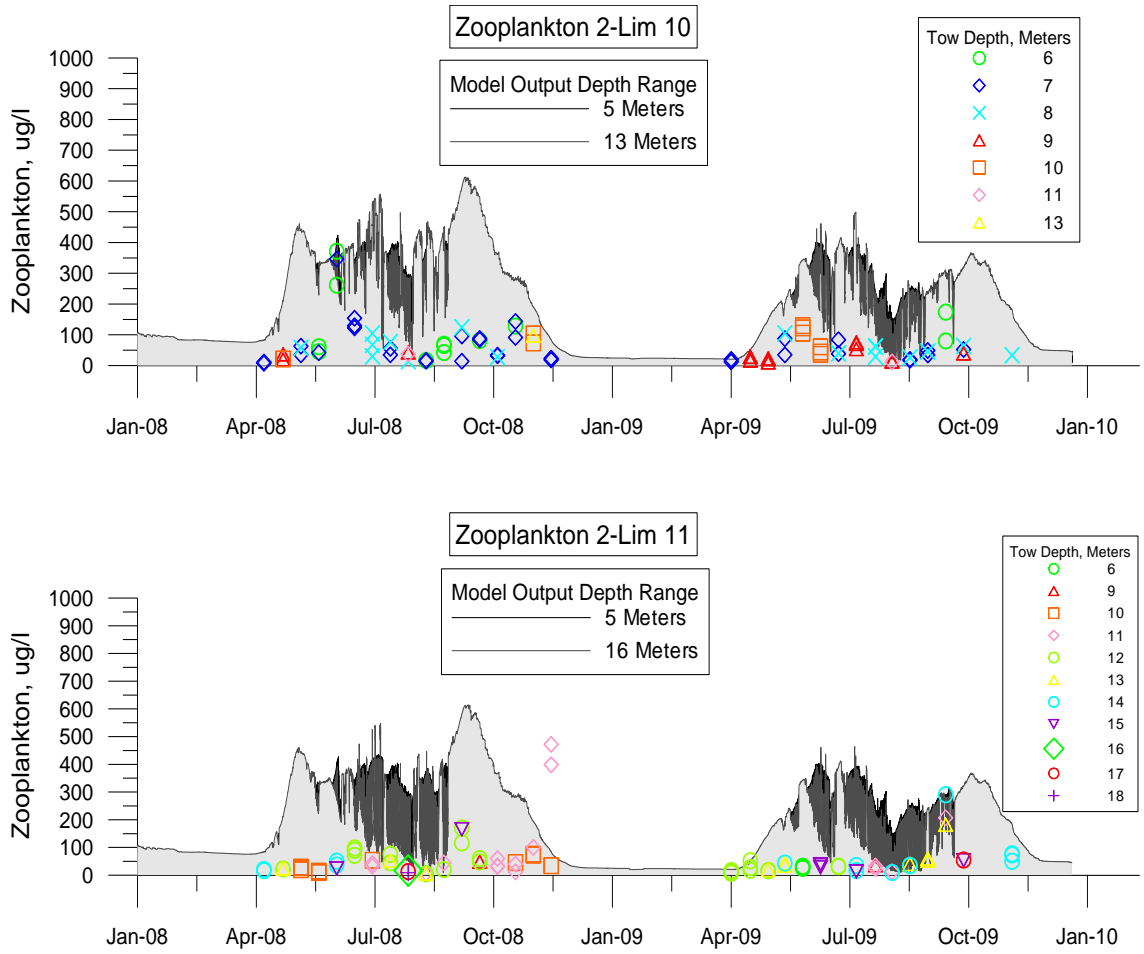 Zooplankton 2-Lim 10
Model Output Depth Range
5 Meters
13 Meters
Tow Depth, Meters
6
7
8
9
10
11
13
Zooplankton, ug/l
1000
900
800
700
600
500
400
300
200
100
0
Jan-08 Apr-08 Jul-08 Oct-08 Jan-09 Apr-09 Jul-09 Oct-09 Jan-10
Zooplankton 2-Lim 11
Model Output Depth Range
5 Meters
16 Meters
Tow Depth, Meters
6
9
10
11
12
13
14
15
16
17
18
Zooplankton, ug/l
1000
900
800
700
600
500
400
300
200
100
0
Jan-08 Apr-08 Jul-08 Oct-08 Jan-09 Apr-09 Jul-09 Oct-09 Jan-10